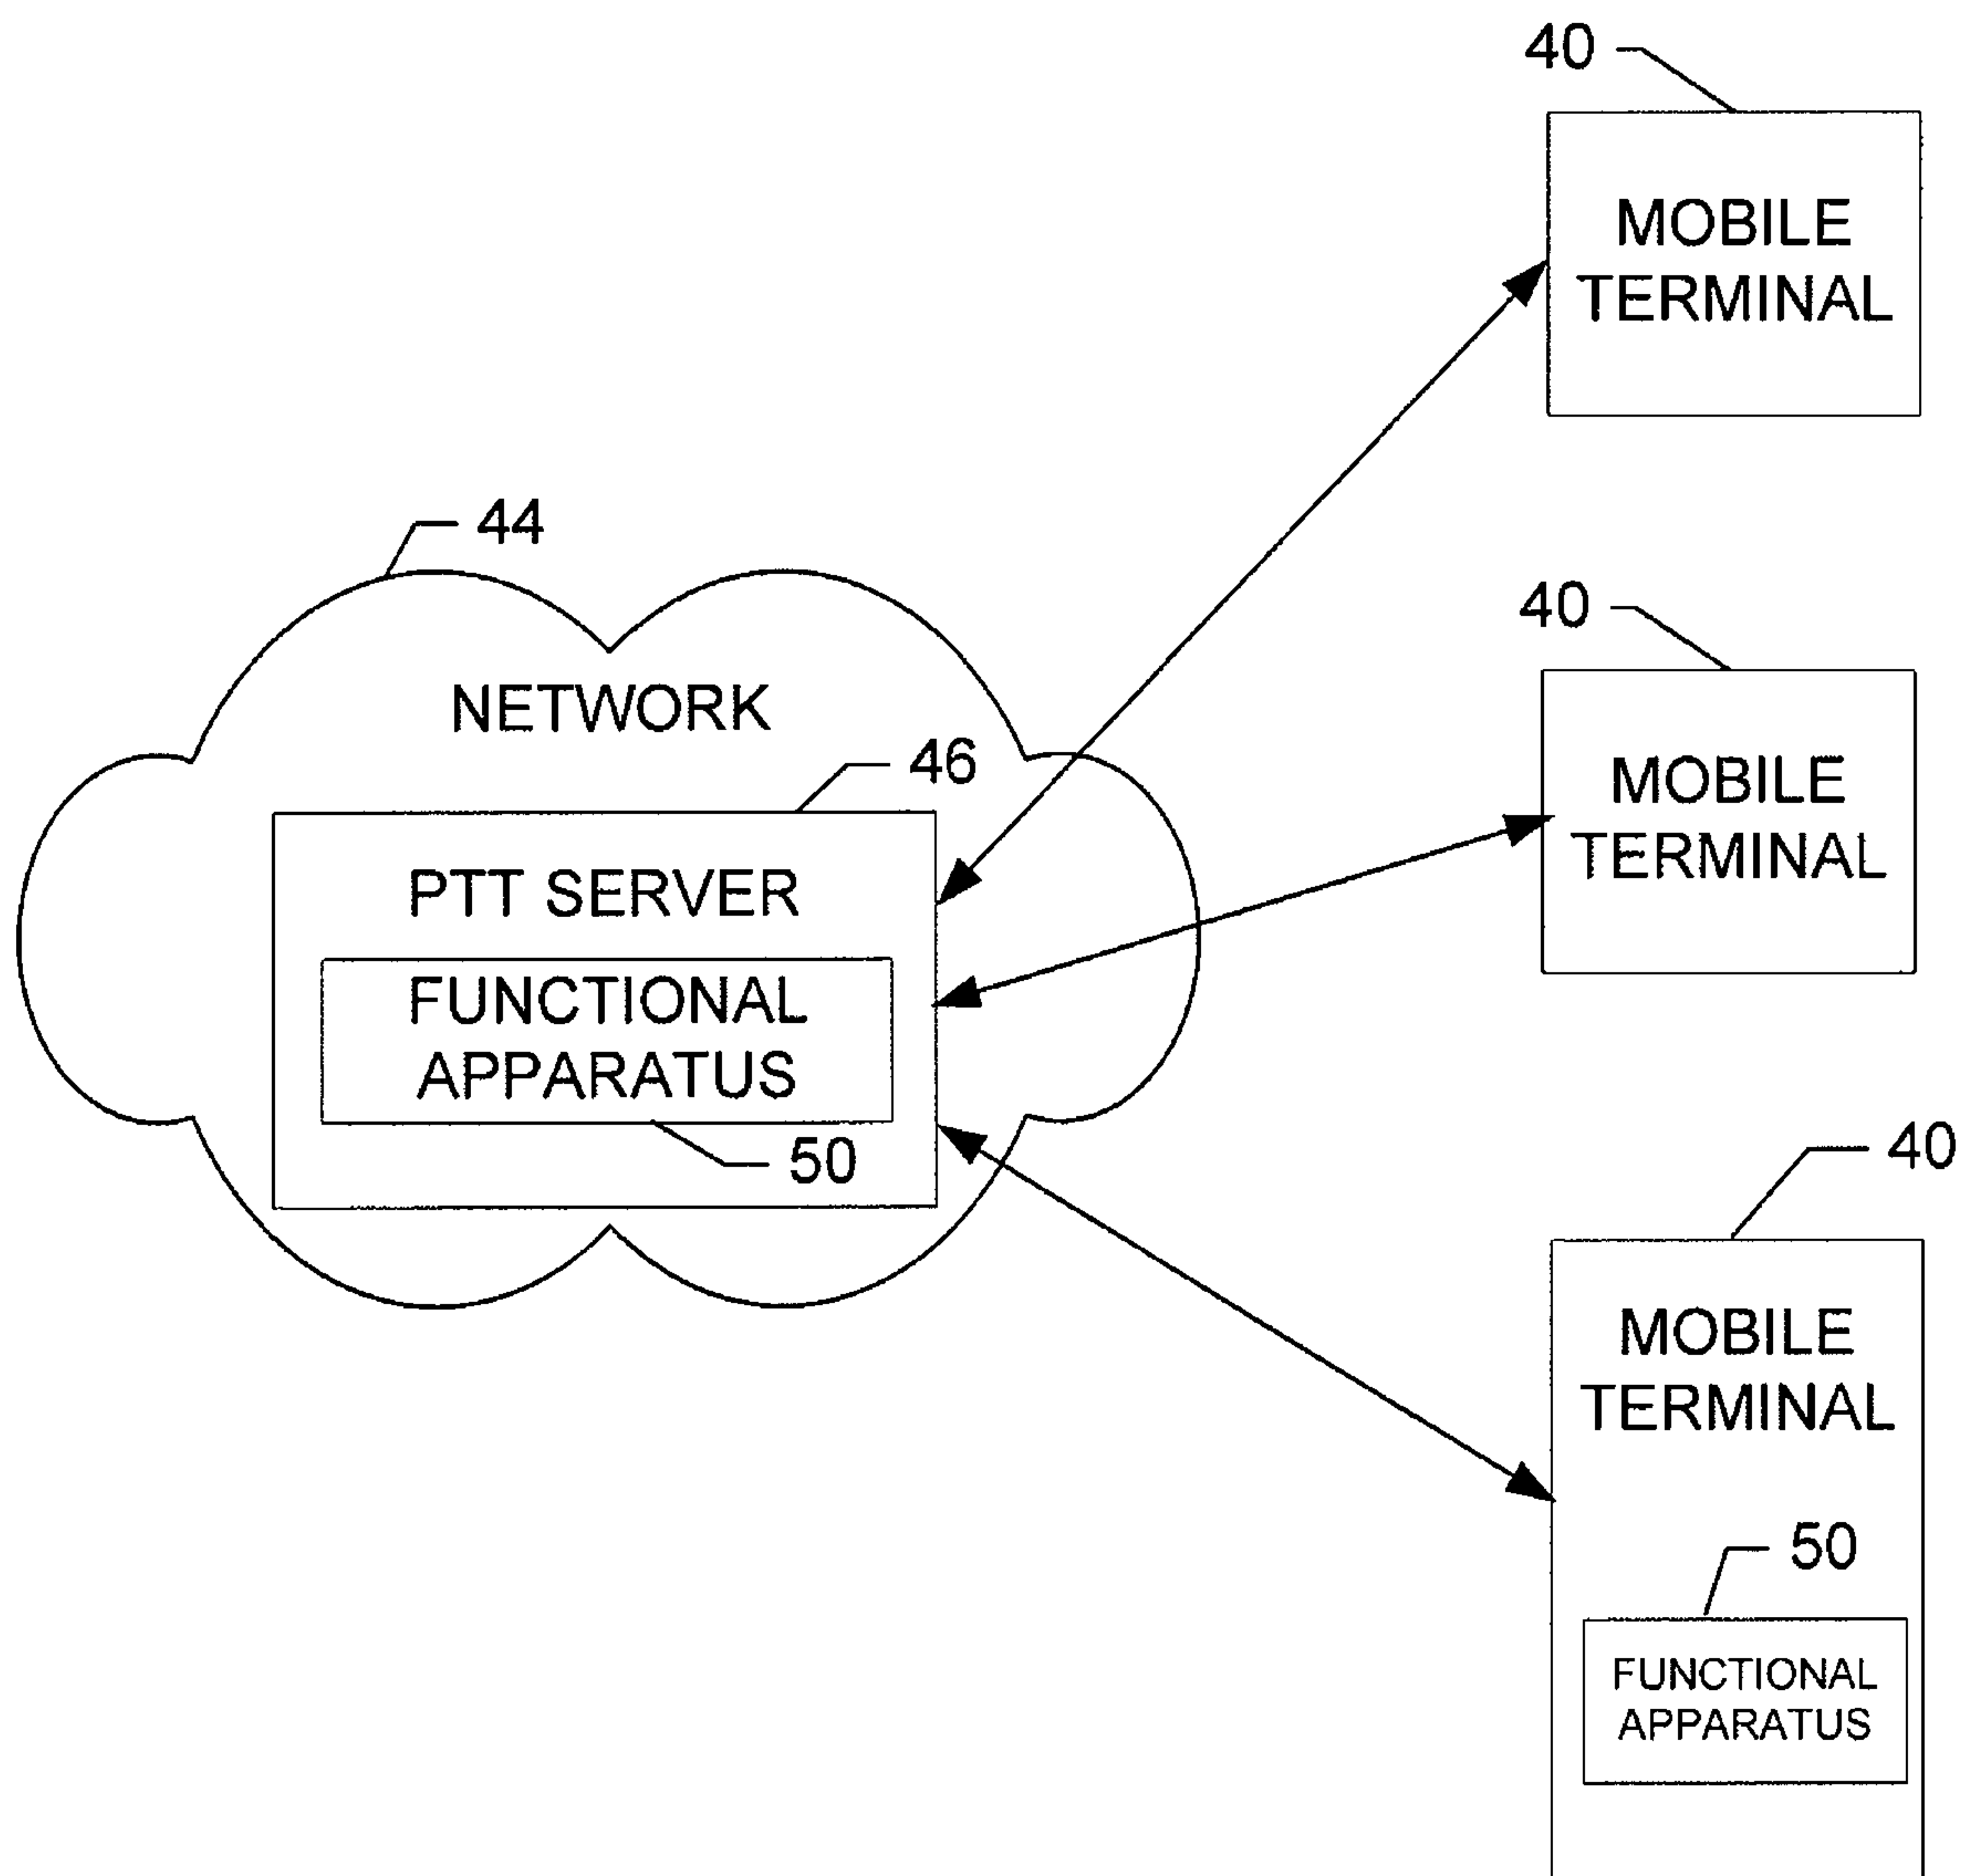 40
MOBILE
TERMINAL
44
40
NETWORK
46
MOBILE
TERMINAL
PTT SERVER
FUNCTIONAL
APPARATUS
50
40
MOBILE
TERMINAL
50
FUNCTIONAL
APPARATUS